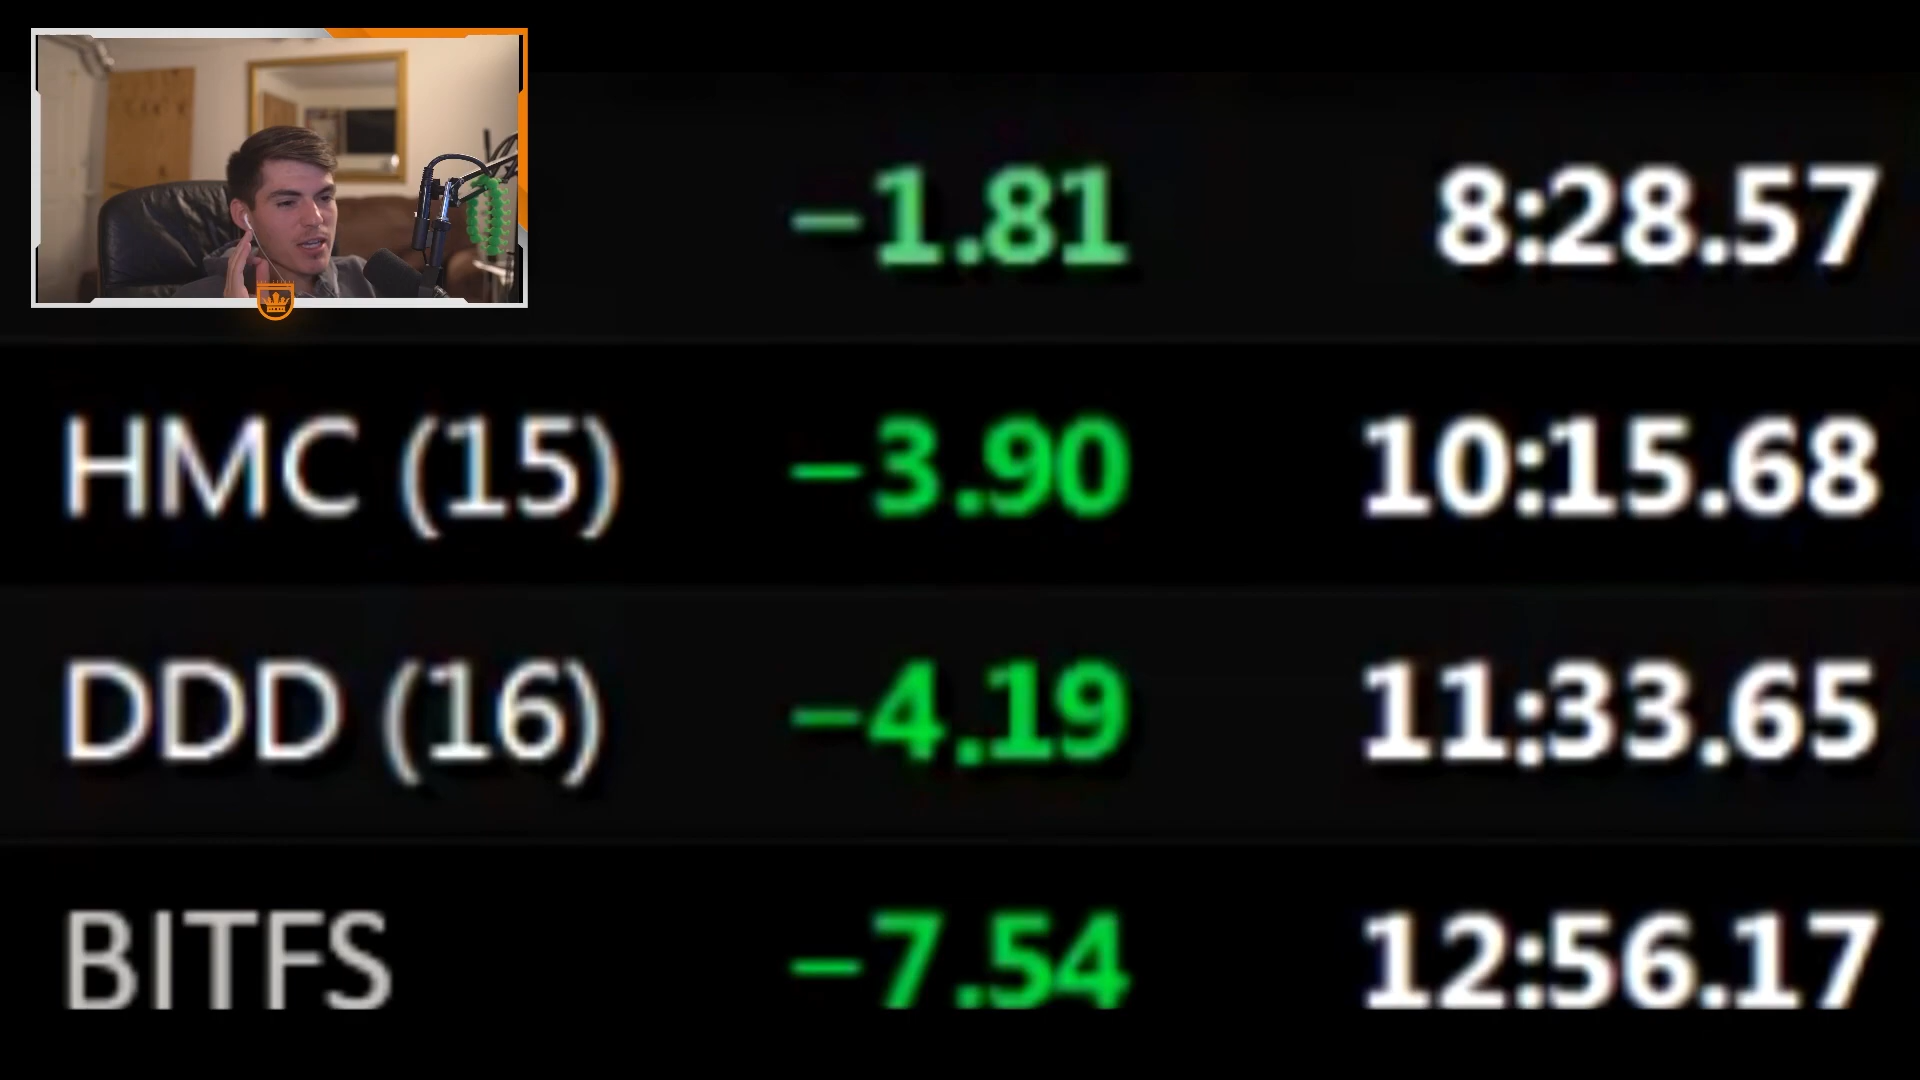 −1.81 8:28.57
HMC (15) −3.90 10:15.68
DDD (16) −4.19 11:33.65
BITFS −7.54 12:56.17